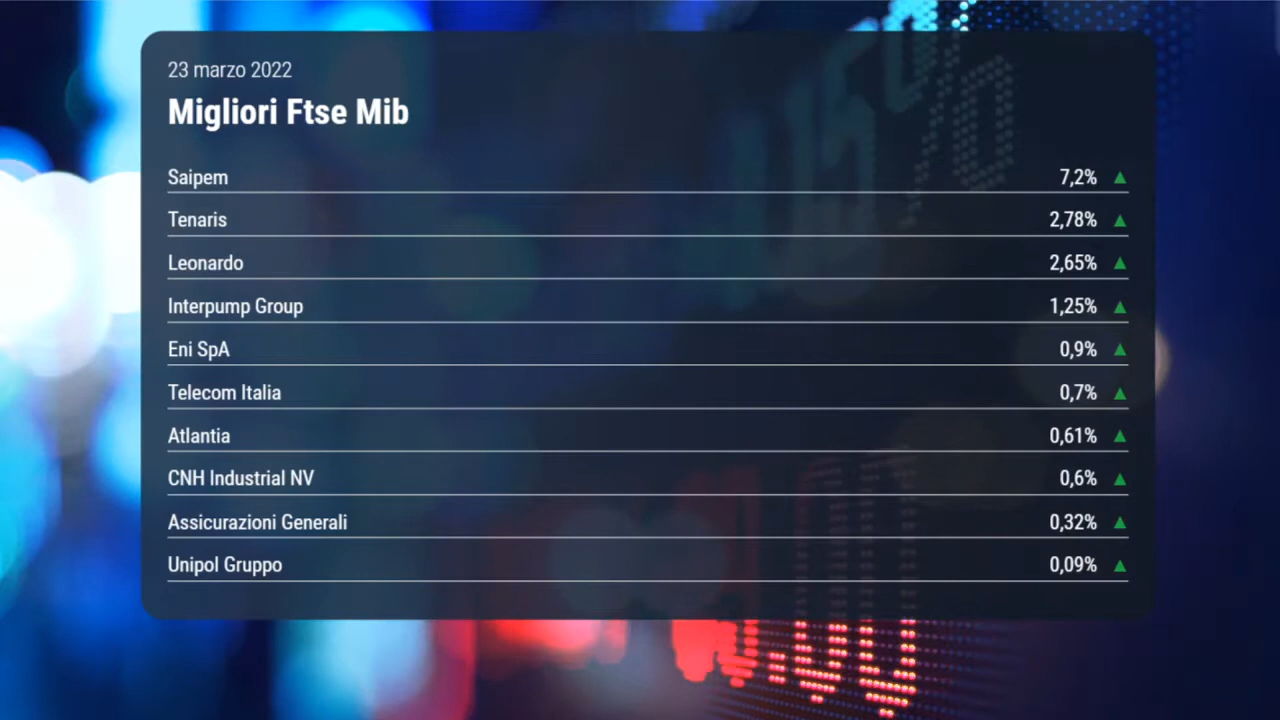 23 marzo 2022
Migliori Ftse Mib
Saipem 7,2% ▲
Tenaris 2,78% ▲
Leonardo 2,65% ▲
Interpump Group 1,25% ▲
Eni SpA 0,9% ▲
Telecom Italia 0,7% ▲
Atlantia 0,61% ▲
CNH Industrial NV 0,6% ▲
Assicurazioni Generali 0,32% ▲
Unipol Gruppo 0,09% ▲